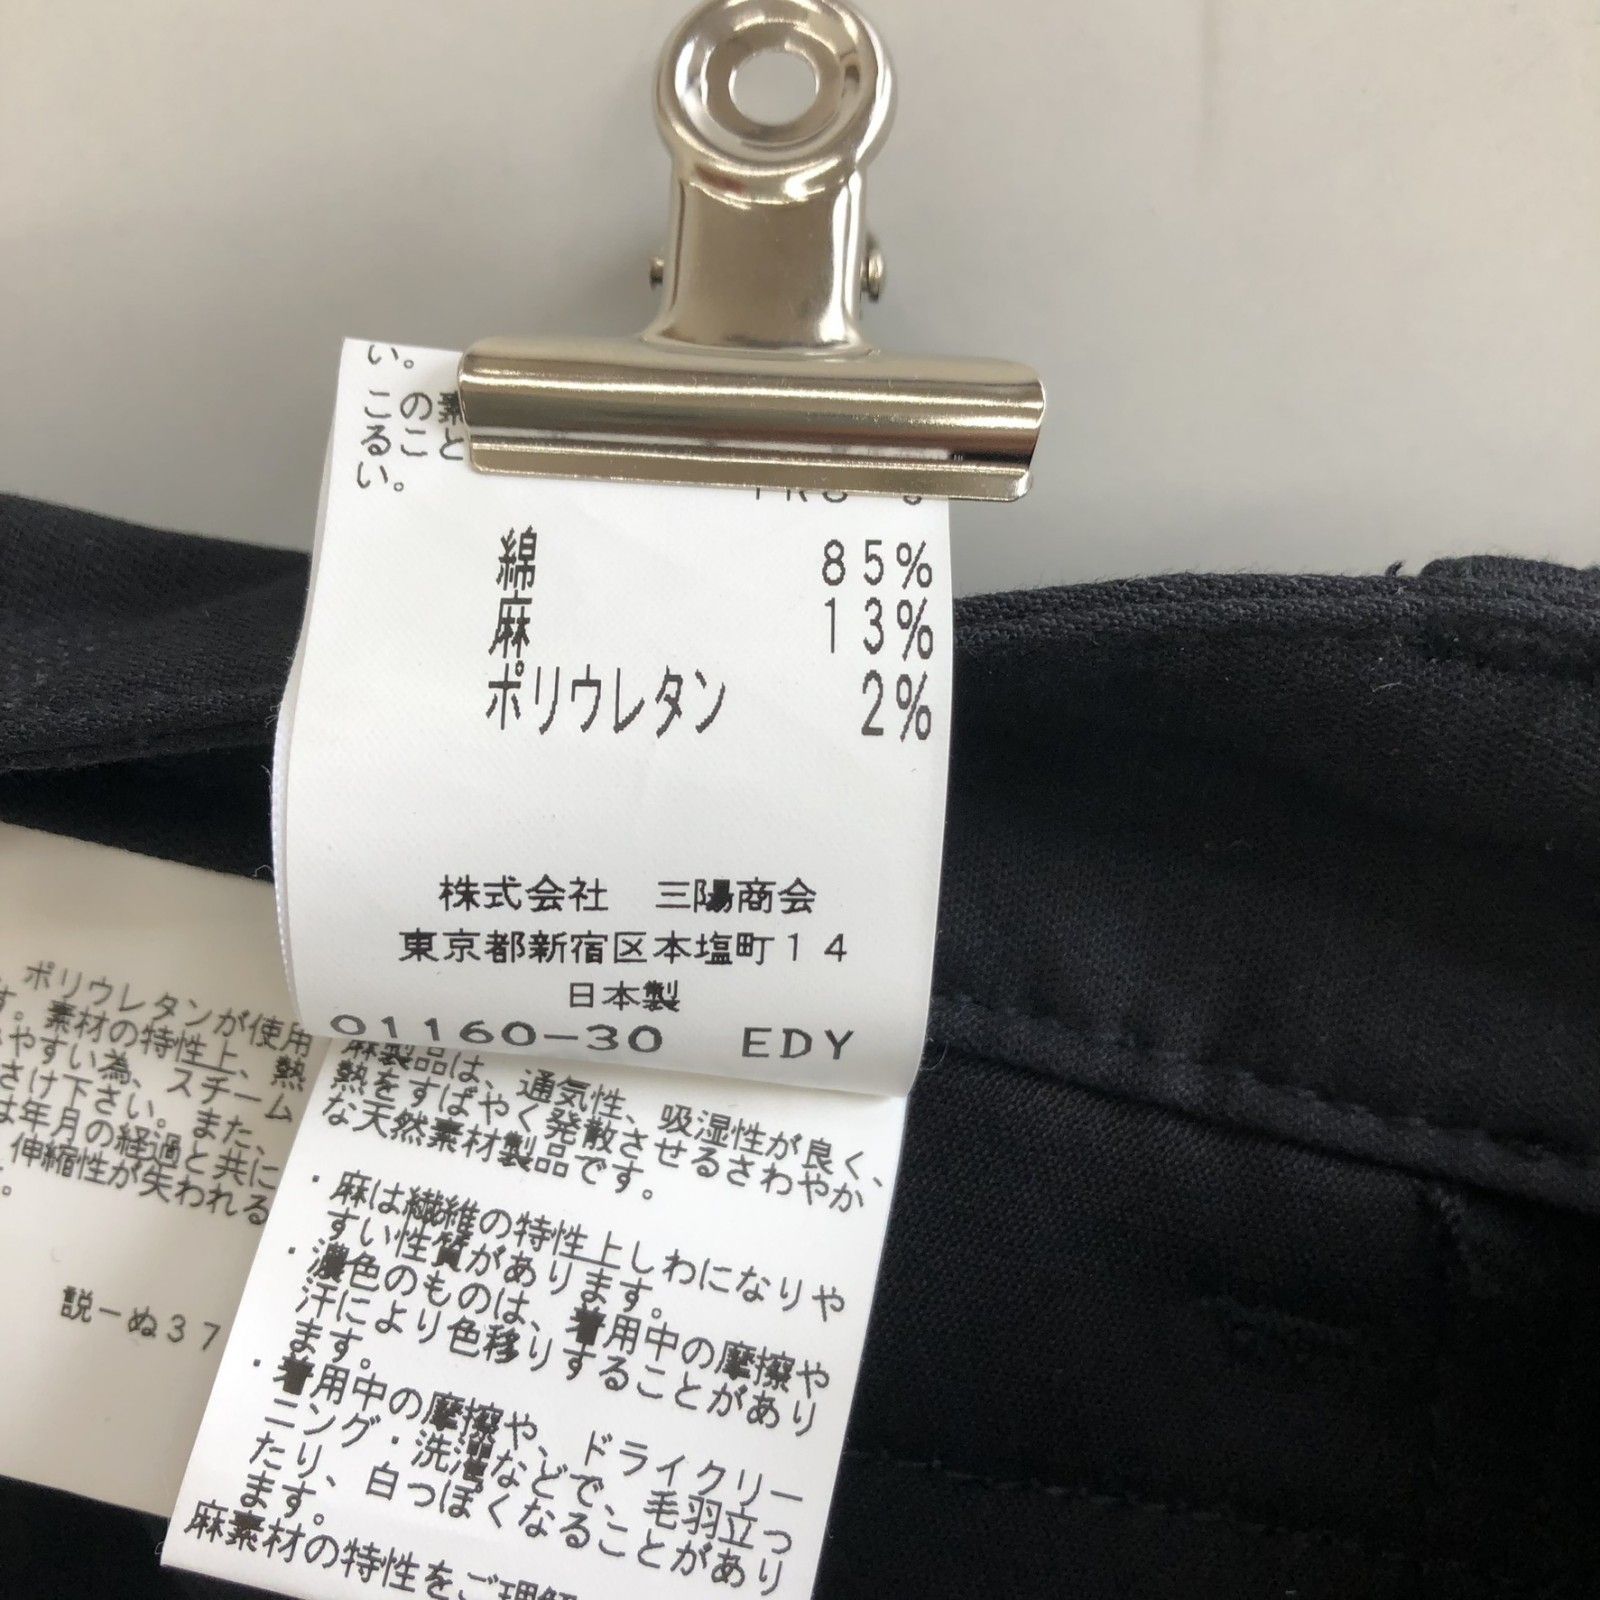 い。
この素
ること
い。
綿 85%
麻 13%
ポリウレタン 2%
株式会社 三陽商会
東京都新宿区本塩町14
日本製
01160-30 EDY
ポリウレタンが使用
す。素材の特性上、熱
やすい為、スチーム
さけ下さい。また、
は年月の経過と共に
伸縮性が失われる
。
説ーぬ37
麻製品は、通気性、吸湿性が良く、
熱をすばやく発散させるさわやか
な天然素材製品です。
・麻は繊維の特性上しわになりや
すい性質があります。
・濃色のものは、着用中の摩擦や
汗により色移りすることがあり
ます。
・着用中の摩擦や、ドライクリー
ニング・洗濯などで、毛羽立っ
たり、白っぽくなることがあり
ます。
麻素材の特性をご理解